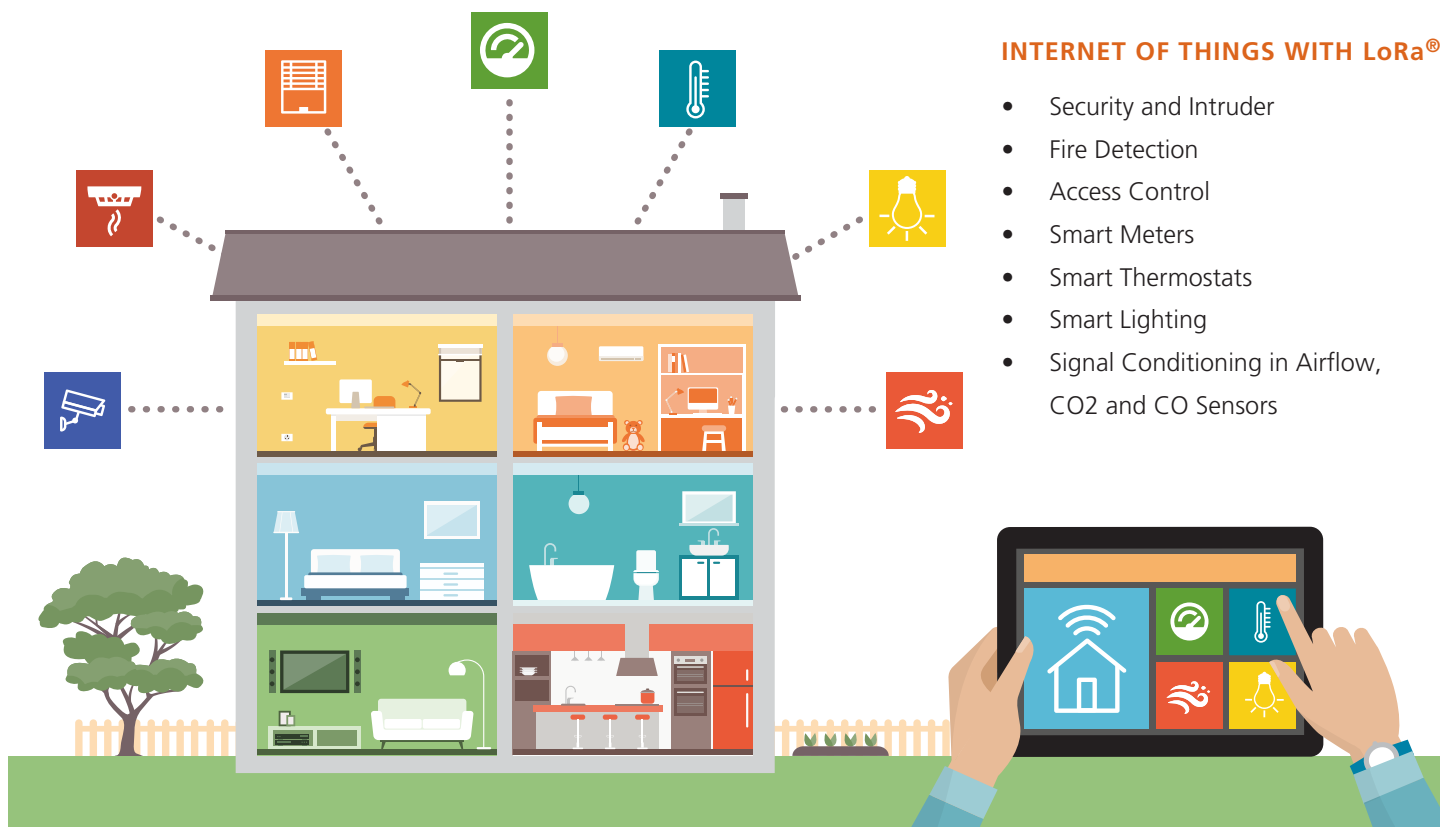 INTERNET OF THINGS WITH LoRa®
• Security and Intruder
• Fire Detection
• Access Control
• Smart Meters
• Smart Thermostats
• Smart Lighting
• Signal Conditioning in Airflow,
CO2 and CO Sensors